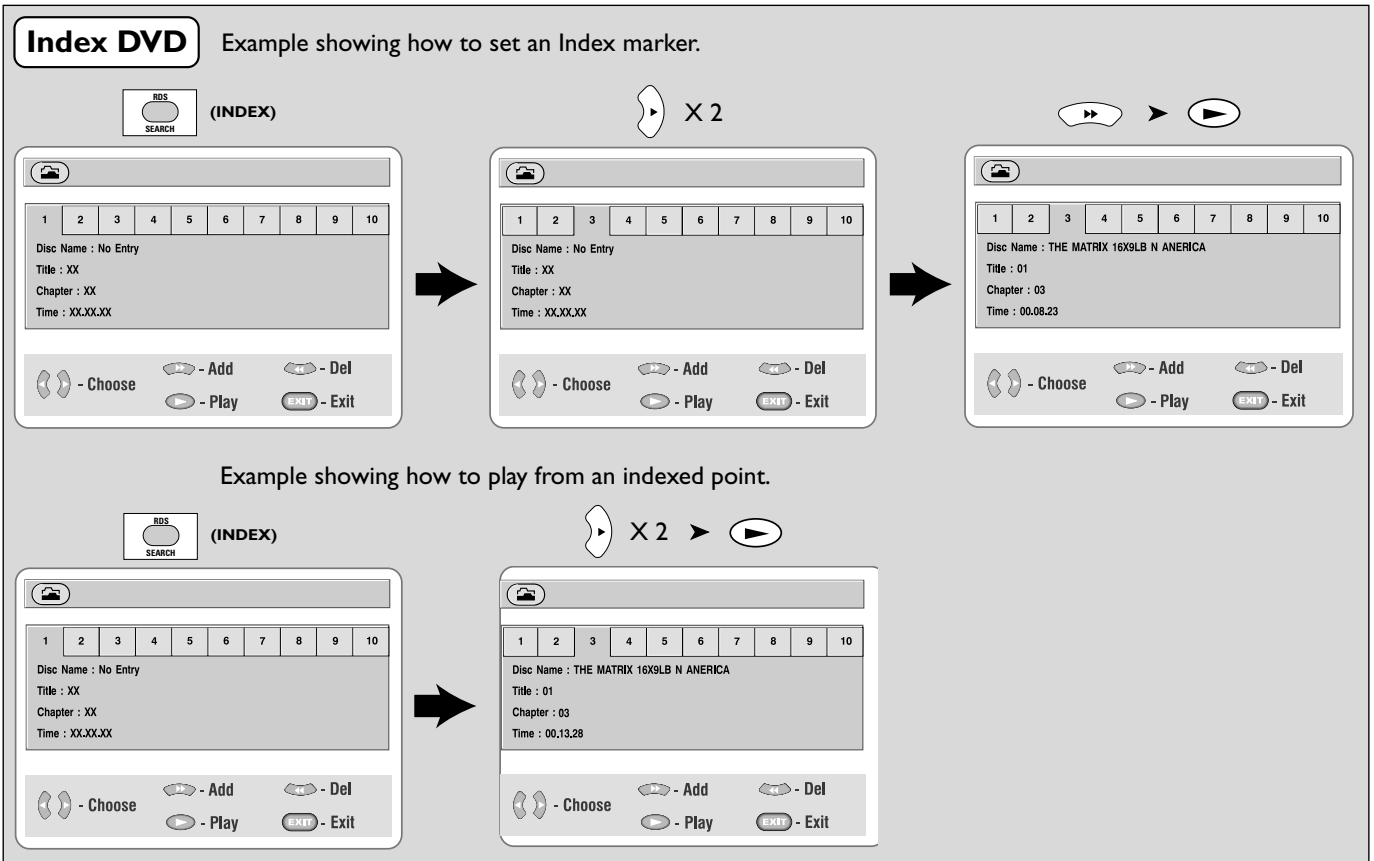 Index DVD Example showing how to set an Index marker.
RDS
SEARCH
(INDEX)
X 2
1 2 3 4 5 6 7 8 9 10
Disc Name : No Entry
Title : XX
Chapter : XX
Time : XX.XX.XX
- Choose
- Add
- Del
- Play
EXIT - Exit
1 2 3 4 5 6 7 8 9 10
Disc Name : No Entry
Title : XX
Chapter : XX
Time : XX.XX.XX
- Choose
- Add
- Del
- Play
EXIT - Exit
1 2 3 4 5 6 7 8 9 10
Disc Name : THE MATRIX 16X9LB N ANERICA
Title : 01
Chapter : 03
Time : 00.08.23
- Choose
- Add
- Del
- Play
EXIT - Exit
Example showing how to play from an indexed point.
RDS
SEARCH
(INDEX)
X 2
1 2 3 4 5 6 7 8 9 10
Disc Name : No Entry
Title : XX
Chapter : XX
Time : XX.XX.XX
- Choose
- Add
- Del
- Play
EXIT - Exit
1 2 3 4 5 6 7 8 9 10
Disc Name : THE MATRIX 16X9LB N ANERICA
Title : 01
Chapter : 03
Time : 00.13.28
- Choose
- Add
- Del
- Play
EXIT - Exit